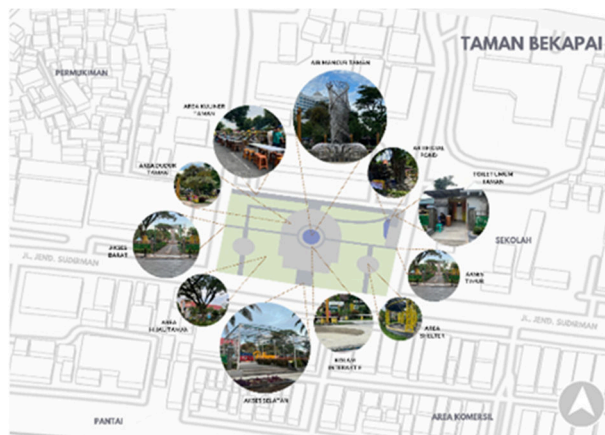 TAMAN BEKAPAI
AIR MANCUR TAMAN
PERMUKIMAN
AREA KULINER
TAMAN
AREA DUDUK
TAMAN
TOILET UMUM
TAMAN
SEKOLAH
AKSES
BARAT
AKSES
TIMUR
JL. JEND. SUDIRMAN
AREA
SHELTER
JL. JEND. SUDIRMAN
AKSES SELATAN
PANTAI
AREA KOMERSIL